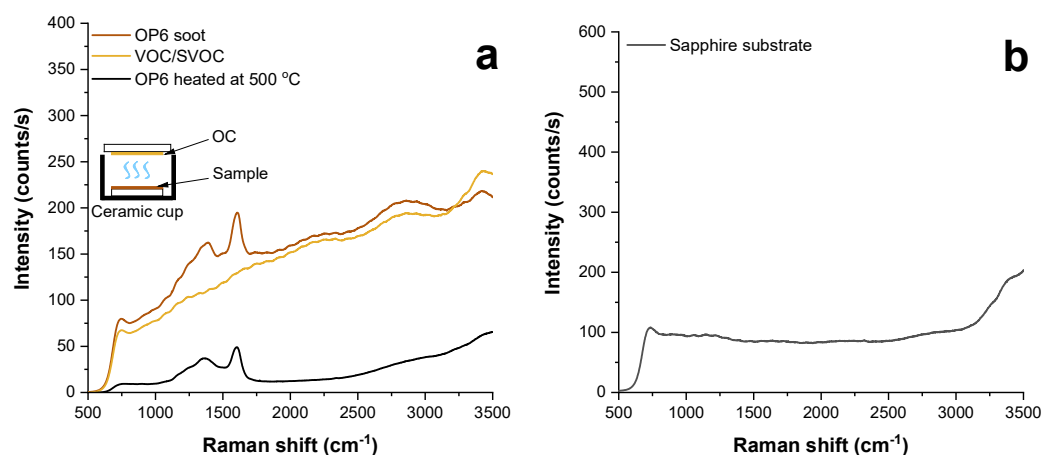 a
OP6 soot
VOC/SVOC
OP6 heated at 500 °C
OC
Sample
Ceramic cup
Intensity (counts/s)
400
350
300
250
200
150
100
50
0
500 1000 1500 2000 2500 3000 3500
Raman shift (cm⁻¹)
b
Sapphire substrate
Intensity (counts/s)
600
500
400
300
200
100
0
500 1000 1500 2000 2500 3000 3500
Raman shift (cm⁻¹)